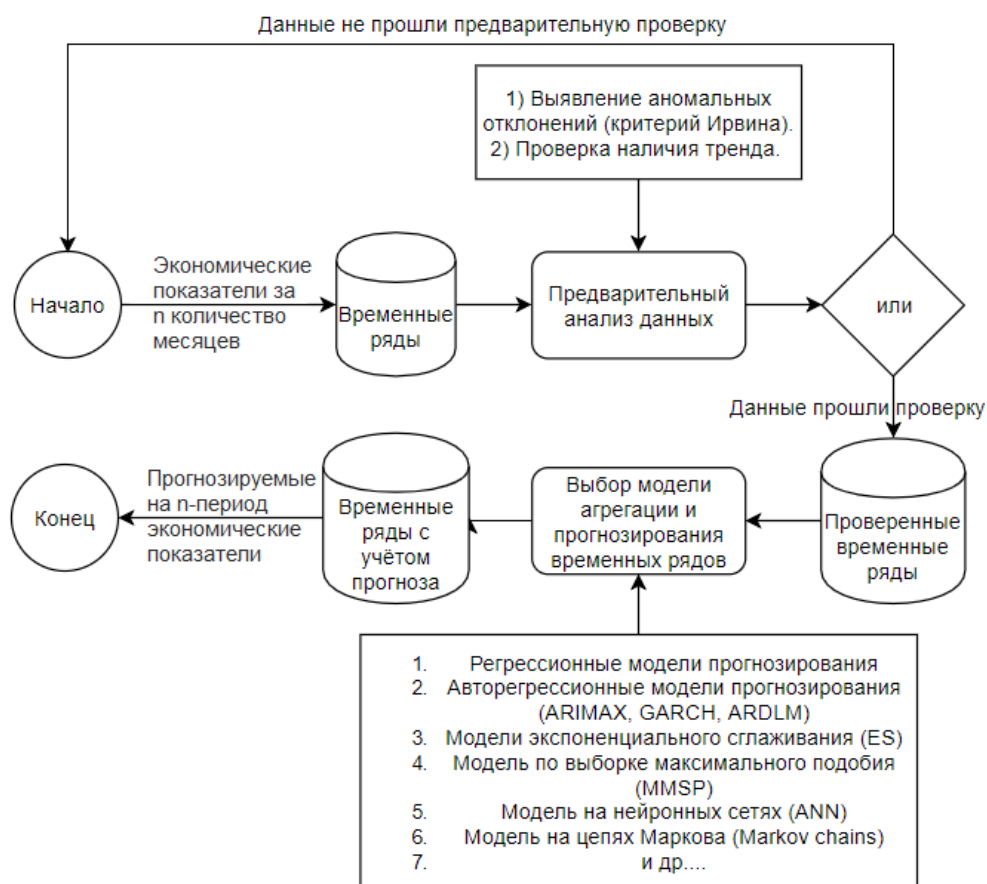 Данные не прошли предварительную проверку
1) Выявление аномальных
отклонений (критерий Ирвина).
2) Проверка наличия тренда.
Начало
Экономические
показатели за
n количество
месяцев
Временные
ряды
Предварительный
анализ данных
или
Данные прошли проверку
Конец
Прогнозируемые
на n-период
экономические
показатели
Временные
ряды с
учётом
прогноза
Выбор модели
агрегации и
прогнозирования
временных рядов
Проверенные
временные
ряды
1. Регрессионные модели прогнозирования
2. Авторегрессионные модели прогнозирования
(ARIMAX, GARCH, ARDLM)
3. Модели экспоненциального сглаживания (ES)
4. Модель по выборке максимального подобия
(MMSP)
5. Модель на нейронных сетях (ANN)
6. Модель на цепях Маркова (Markov chains)
7. и др....